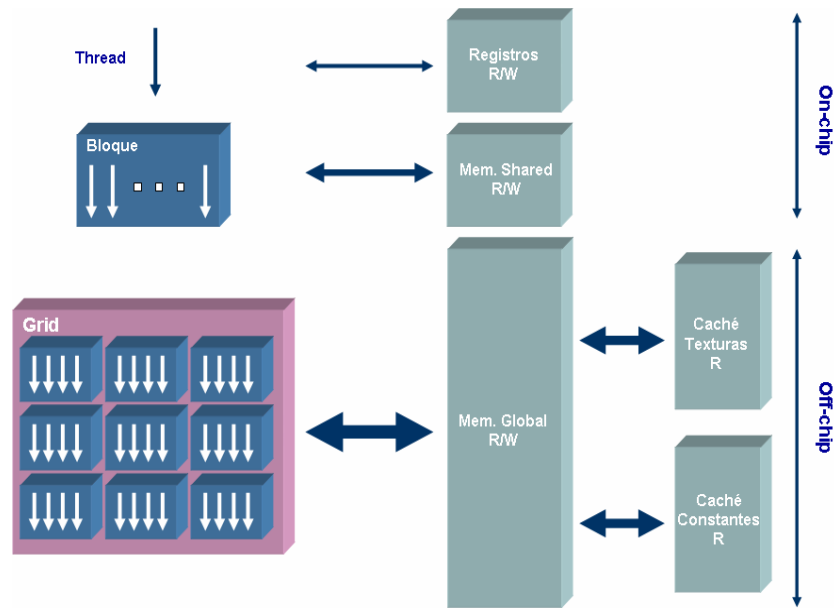 Thread
Registros
R/W
On-chip
Bloque
Mem. Shared
R/W
Grid
Mem. Global
R/W
Caché
Texturas
R
Off-chip
Caché
Constantes
R